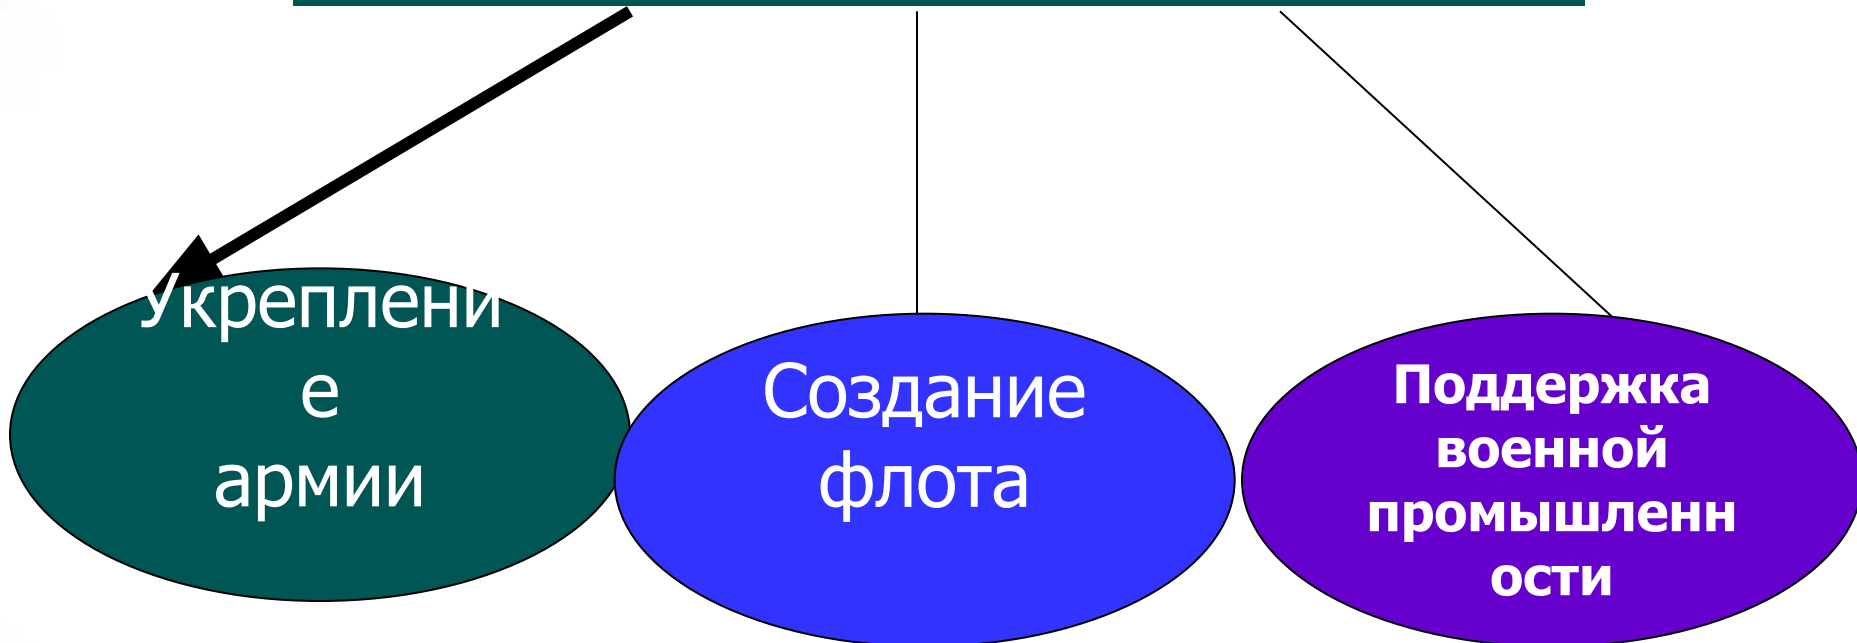 Укреплени
е
армии
Создание
флота
Поддержка
военной
промышленн
ости